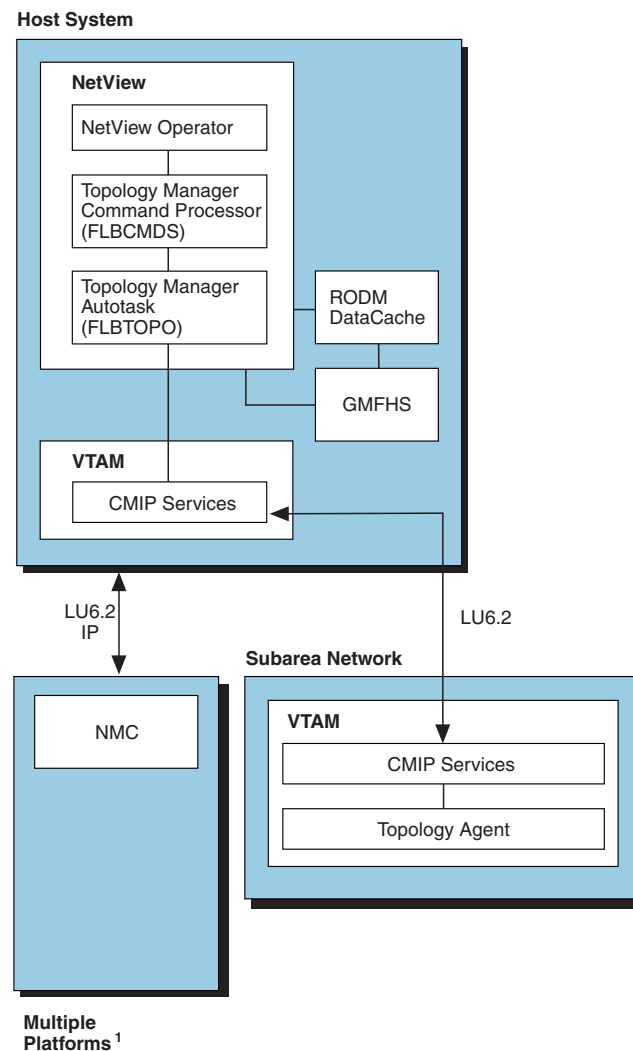 Host System
NetView
NetView Operator
Topology Manager
Command Processor
(FLBCMDS)
Topology Manager
Autotask
(FLBTOPO)
RODM
DataCache
GMFHS
VTAM
CMIP Services
LU6.2
IP
LU6.2
Subarea Network
NMC
VTAM
CMIP Services
Topology Agent
Multiple
Platforms 1